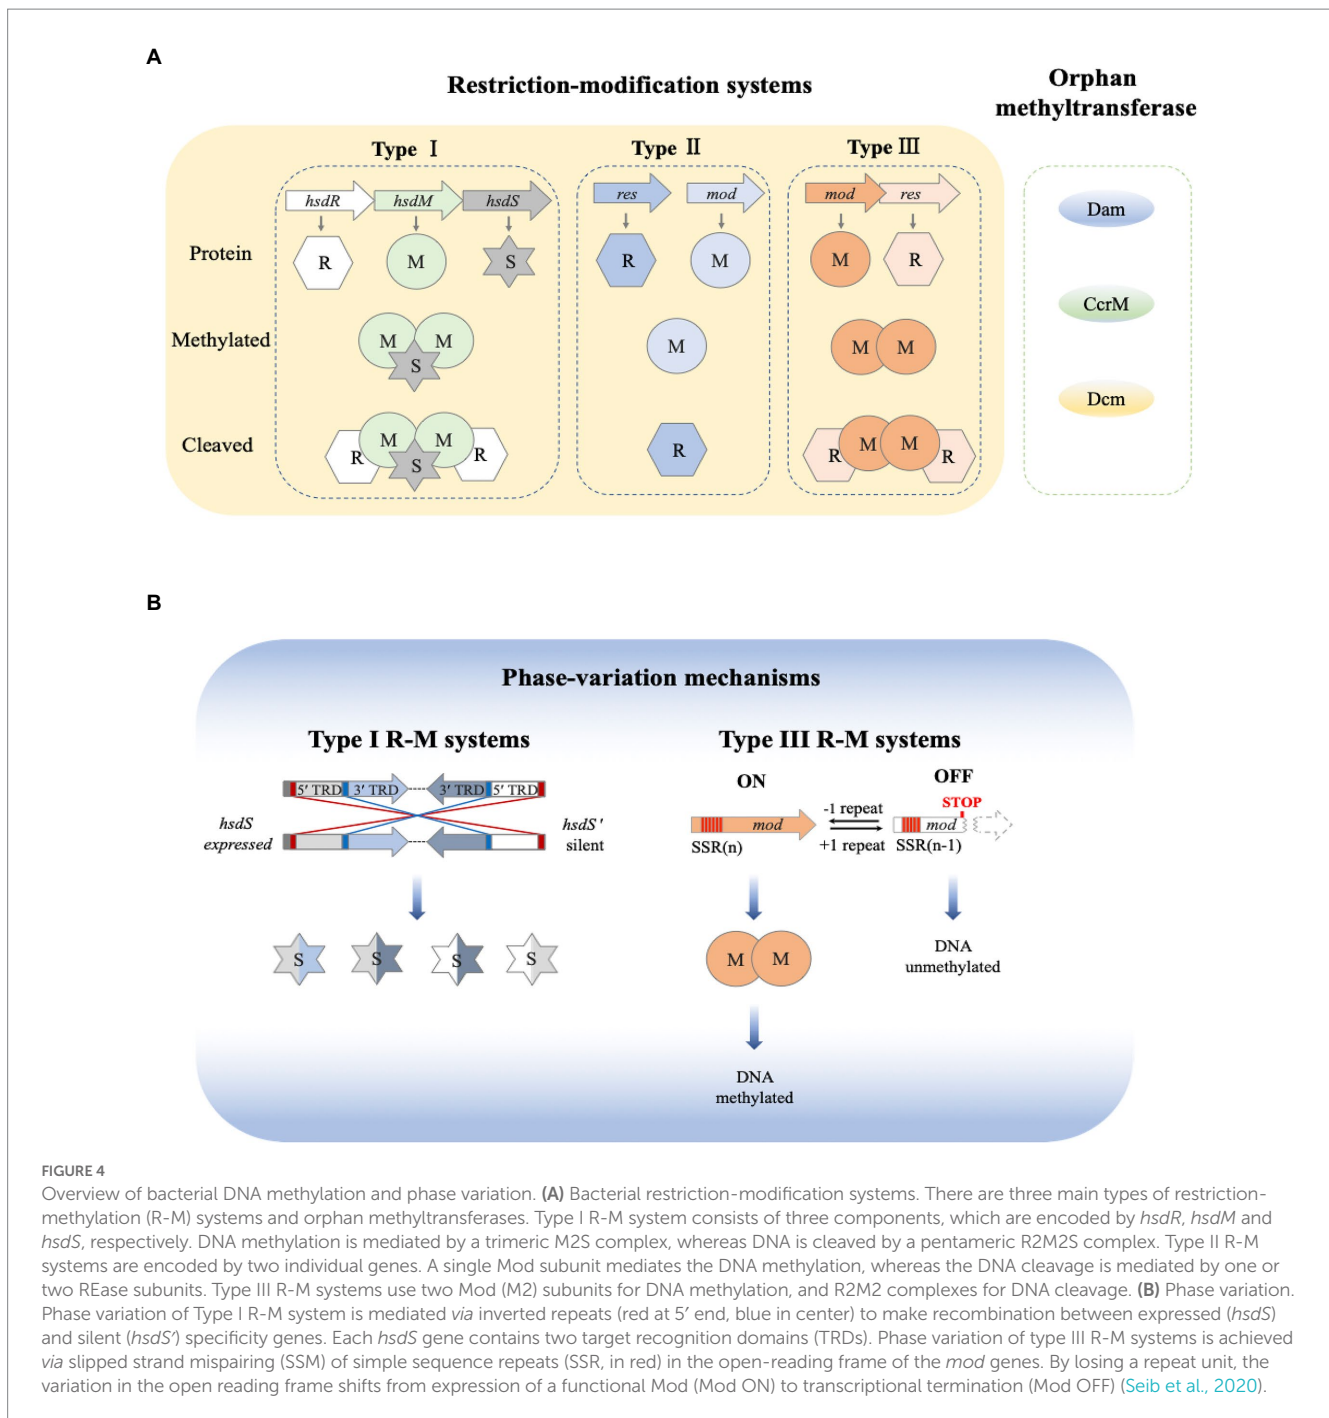 A
Restriction-modification systems
Orphan
methyltransferase
Type Ⅰ
Type Ⅱ
Type Ⅲ
hsdR hsdM hsdS
res mod
mod res
Dam
Protein
R M S
R M
M R
CcrM
Methylated
M M
S
M
M M
Dcm
Cleaved
M M
R R
S
R
M M
R R
B
Phase-variation mechanisms
Type I R-M systems
Type III R-M systems
ON
OFF
5′ TRD 3′ TRD 3′ TRD 5′ TRD
STOP
-1 repeat
hsdS
expressed
hsdS′
silent
mod
mod
SSR(n)
+1 repeat
SSR(n-1)
S S S S
M M
DNA
unmethylated
DNA
methylated
FIGURE 4
Overview of bacterial DNA methylation and phase variation. (A) Bacterial restriction-modification systems. There are three main types of restriction-
methylation (R-M) systems and orphan methyltransferases. Type I R-M system consists of three components, which are encoded by hsdR, hsdM and
hsdS, respectively. DNA methylation is mediated by a trimeric M2S complex, whereas DNA is cleaved by a pentameric R2M2S complex. Type II R-M
systems are encoded by two individual genes. A single Mod subunit mediates the DNA methylation, whereas the DNA cleavage is mediated by one or
two REase subunits. Type III R-M systems use two Mod (M2) subunits for DNA methylation, and R2M2 complexes for DNA cleavage. (B) Phase variation.
Phase variation of Type I R-M system is mediated via inverted repeats (red at 5′ end, blue in center) to make recombination between expressed (hsdS)
and silent (hsdS′) specificity genes. Each hsdS gene contains two target recognition domains (TRDs). Phase variation of type III R-M systems is achieved
via slipped strand mispairing (SSM) of simple sequence repeats (SSR, in red) in the open-reading frame of the mod genes. By losing a repeat unit, the
variation in the open reading frame shifts from expression of a functional Mod (Mod ON) to transcriptional termination (Mod OFF) (Seib et al., 2020).